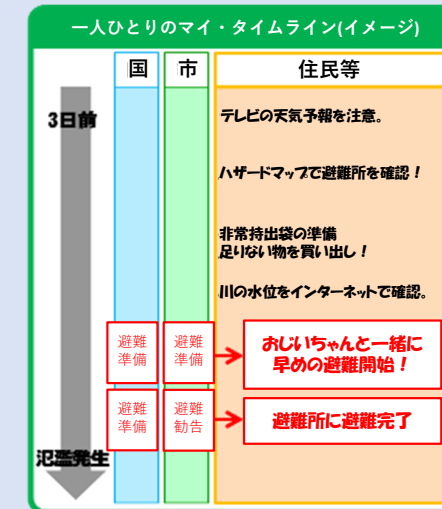 一人ひとりのマイ・タイムライン(イメージ)
国
市
住民等
3日前
テレビの天気予報を注意。
ハザードマップで避難所を確認！
非常持出袋の準備
足りない物を買い出し！
川の水位をインターネットで確認。
避難
準備
避難
準備
おじいちゃんと一緒に
早めの避難開始！
避難
準備
避難
勧告
避難所に避難完了
氾濫発生